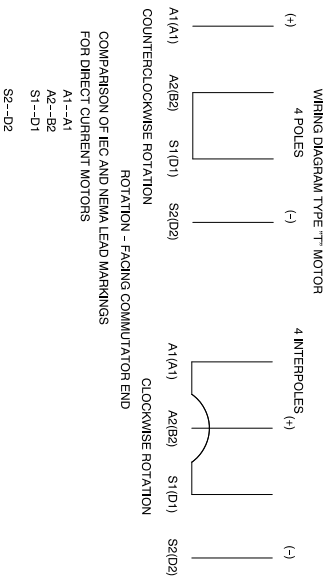 WIRING DIAGRAM TYPE "T" MOTOR
4 POLES
4 INTERPOLES
(+)
(-)
(+)
(-)
A1(A1)
A2(B2)
S1(D1)
S2(D2)
A1(A1)
A2(B2)
S1(D1)
S2(D2)
COUNTERCLOCKWISE ROTATION
CLOCKWISE ROTATION
ROTATION - FACING COMMUTATOR END
COMPARISON OF IEC AND NEMA LEAD MARKINGS
FOR DIRECT CURRENT MOTORS
A1--A1
A2--B2
S1--D1
S2--D2